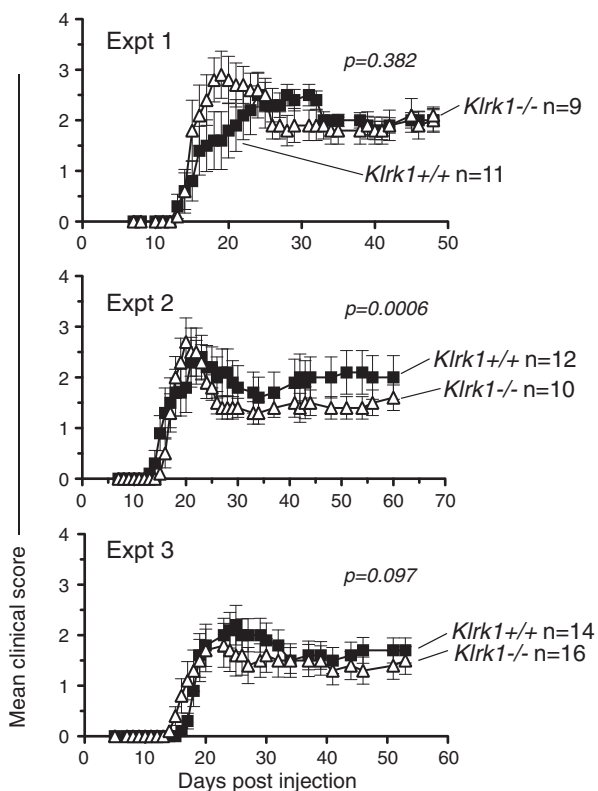 Expt 1
p=0.382
4
3
2
1
0
Klrk1-/- n=9
Klrk1+/+ n=11
0 10 20 30 40 50
Expt 2
p=0.0006
4
3
2
1
0
Klrk1+/+ n=12
Klrk1-/- n=10
0 10 20 30 40 50 60 70
Expt 3
p=0.097
4
3
2
1
0
Klrk1+/+ n=14
Klrk1-/- n=16
0 10 20 30 40 50 60
Days post injection
Mean clinical score